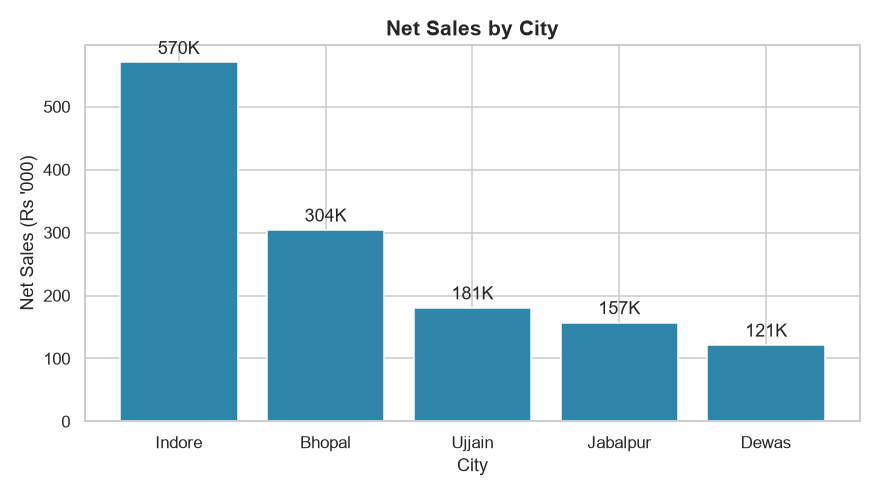 Net Sales by City
570K
304K
181K
157K
121K
500
400
300
200
100
0
Net Sales (Rs '000)
Indore Bhopal Ujjain Jabalpur Dewas
City